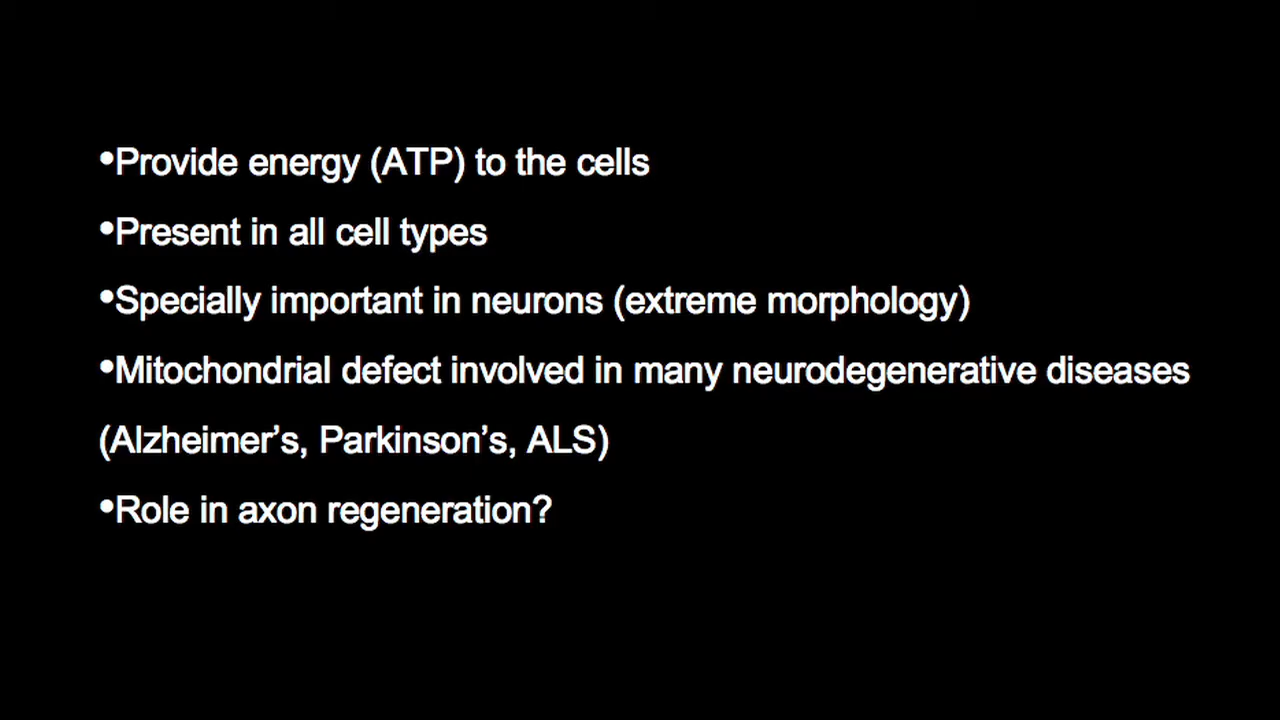 •Provide energy (ATP) to the cells
•Present in all cell types
•Specially important in neurons (extreme morphology)
•Mitochondrial defect involved in many neurodegenerative diseases
(Alzheimer’s, Parkinson’s, ALS)
•Role in axon regeneration?